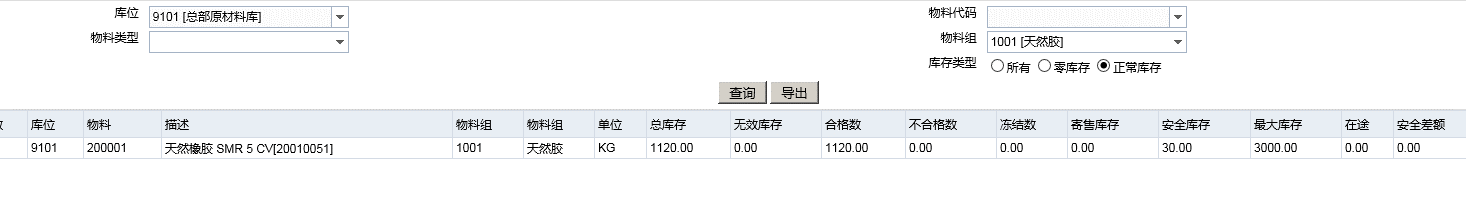 库位 9101 [总部原材料库] 物料代码
物料类型 物料组 1001 [天然胶]
库存类型 所有 零库存 正常库存
查询 导出
库位 物料 描述 物料组 物料组 单位 总库存 无效库存 合格数 不合格数 冻结数 寄售库存 安全库存 最大库存 在途 安全差额
9101 200001 天然橡胶 SMR 5 CV[20010051] 1001 天然胶 KG 1120.00 0.00 1120.00 0.00 0.00 0.00 30.00 3000.00 0.00 0.00